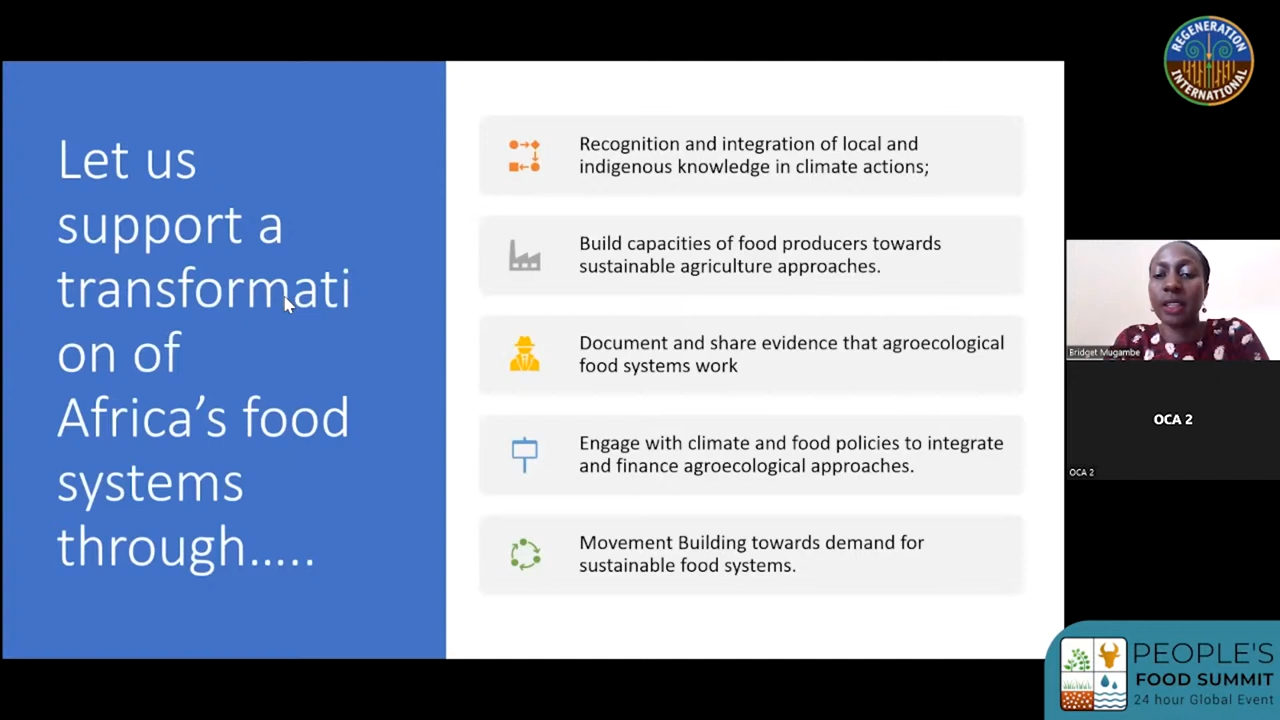 REGENERATION
INTERNATIONAL
Let us
support a
transformati
on of
Africa’s food
systems
through.....
Recognition and integration of local and
indigenous knowledge in climate actions;
Build capacities of food producers towards
sustainable agriculture approaches.
Document and share evidence that agroecological
food systems work
Engage with climate and food policies to integrate
and finance agroecological approaches.
Movement Building towards demand for
sustainable food systems.
Bridget Mugambe
OCA 2
OCA 2
PEOPLE'S
FOOD SUMMIT
24 hour Global Event